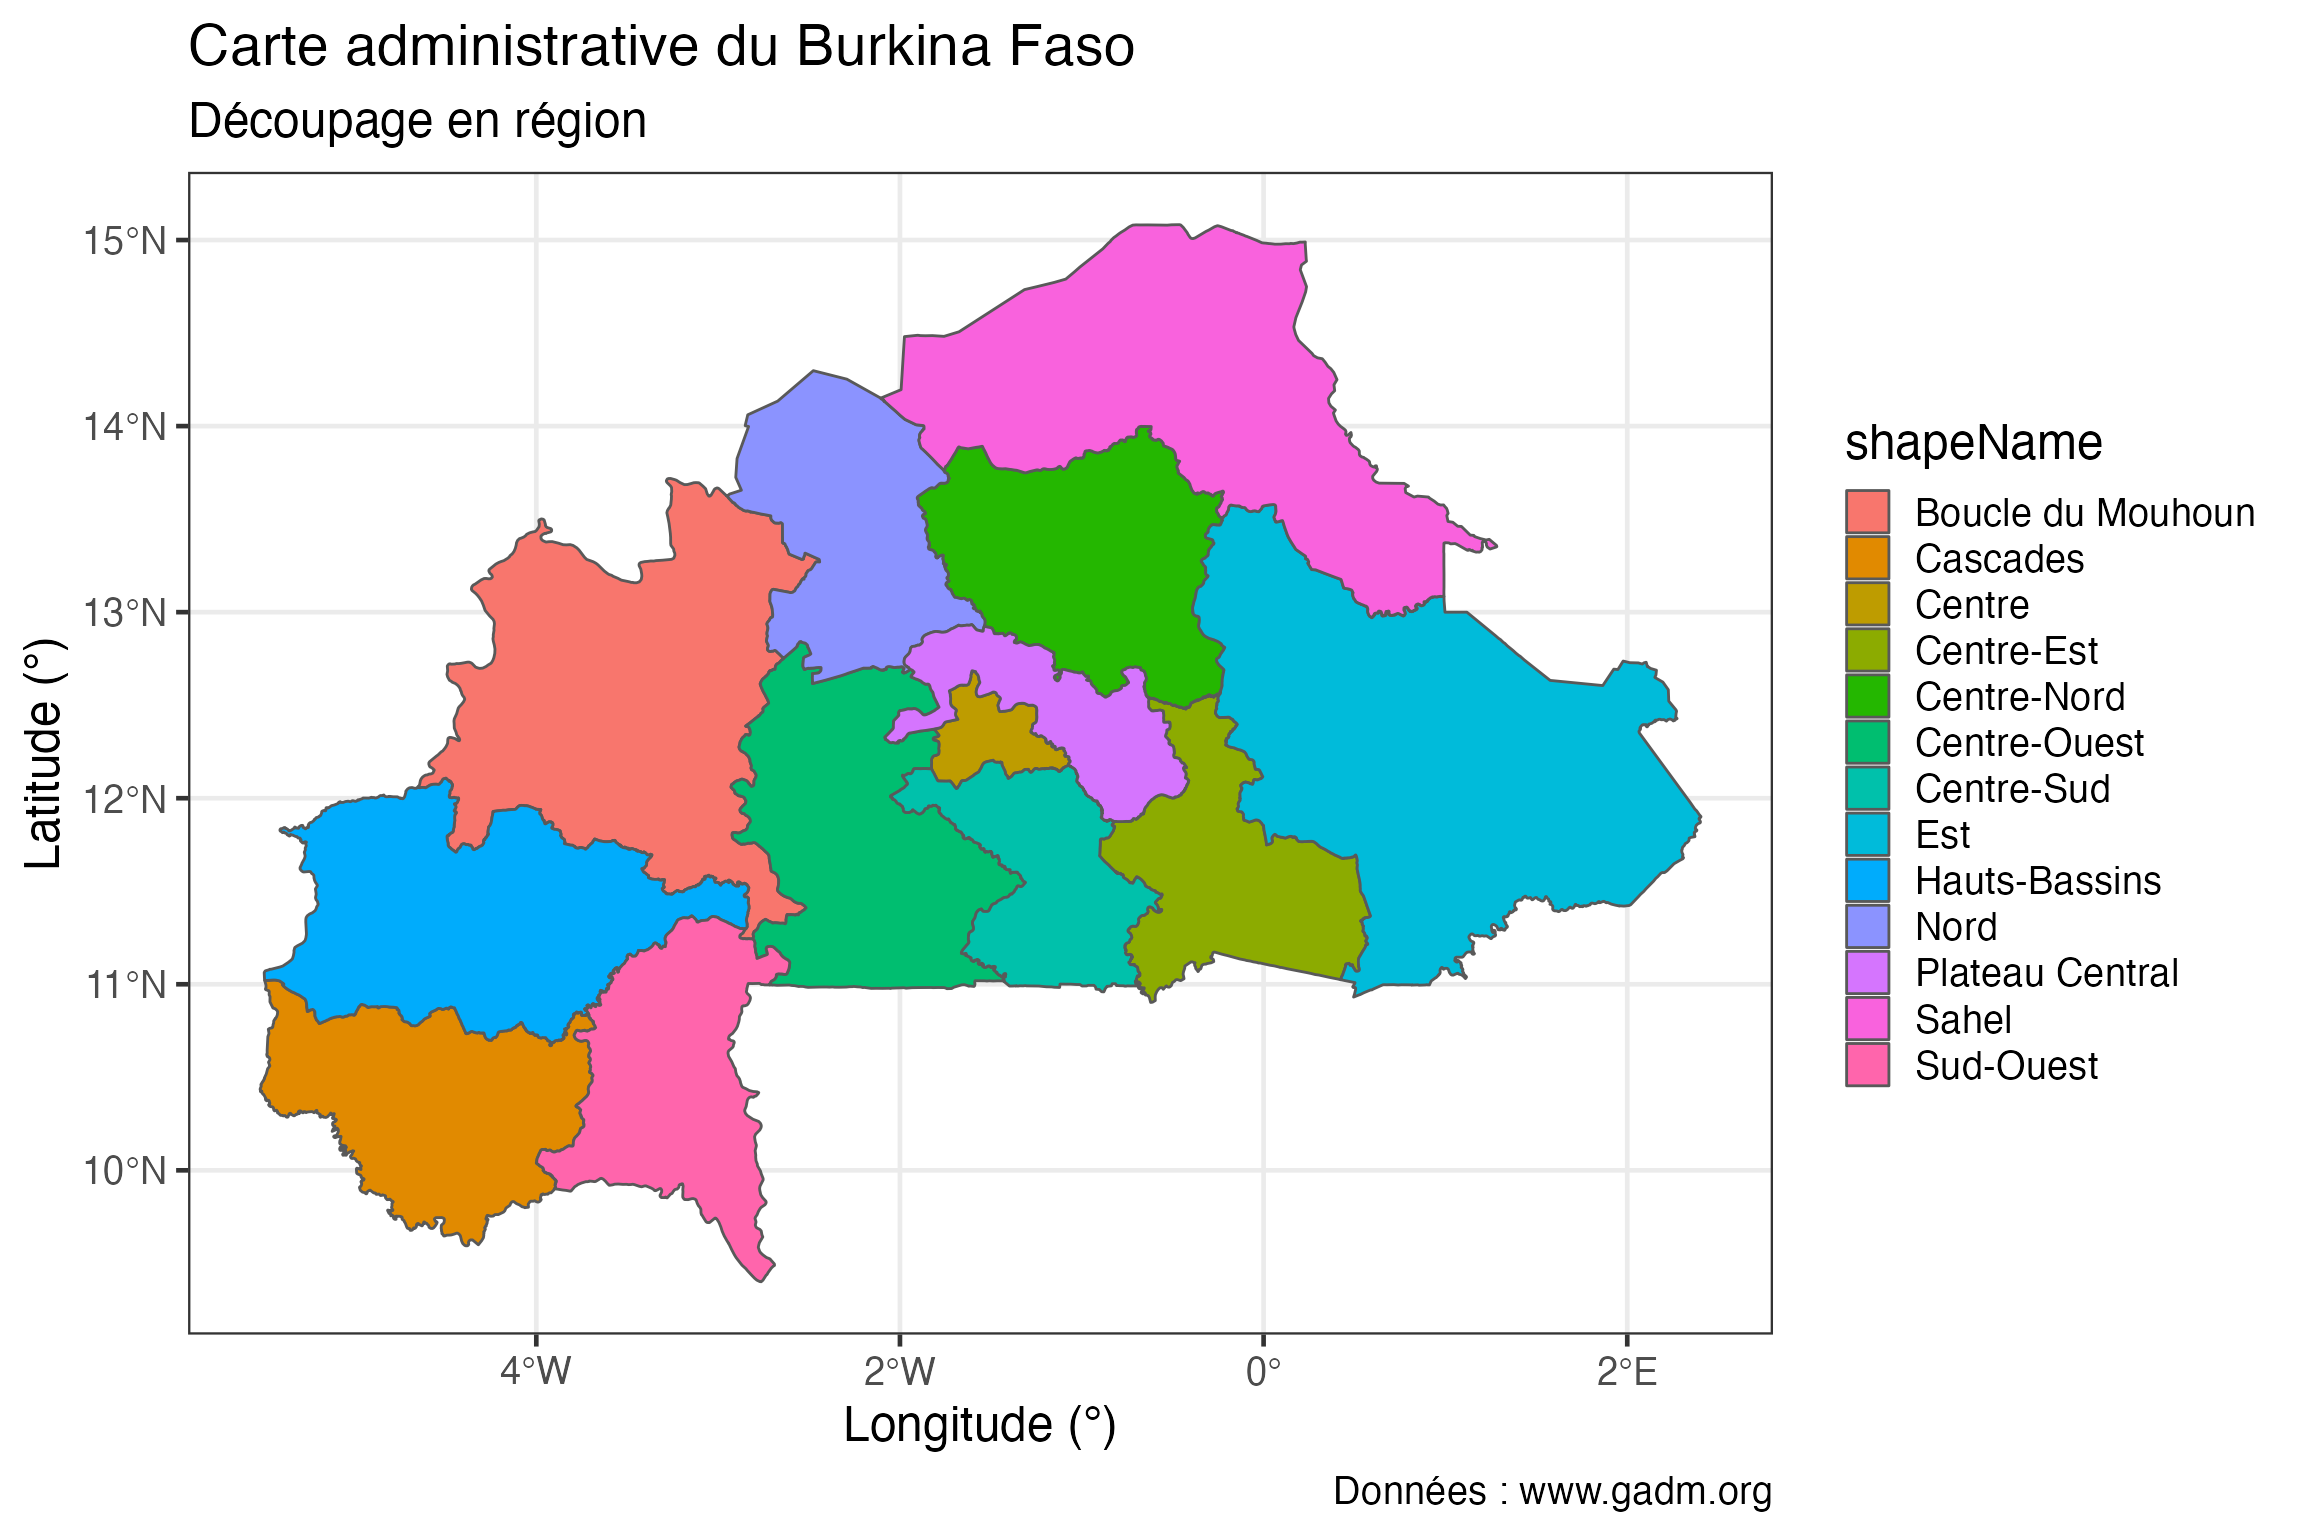 Carte administrative du Burkina Faso
Découpage en région
15°N
14°N
13°N
12°N
11°N
10°N
Latitude (°)
4°W
2°W
0°
2°E
Longitude (°)
shapeName
Boucle du Mouhoun
Cascades
Centre
Centre-Est
Centre-Nord
Centre-Ouest
Centre-Sud
Est
Hauts-Bassins
Nord
Plateau Central
Sahel
Sud-Ouest
Données : www.gadm.org